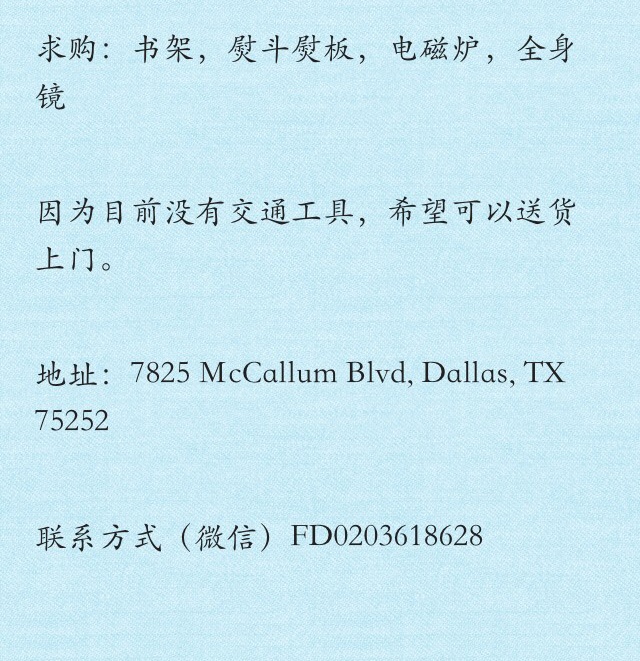 求购：书架，熨斗熨板，电磁炉，全身
镜
因为目前没有交通工具，希望可以送货
上门。
地址：7825 McCallum Blvd, Dallas, TX
75252
联系方式（微信）FD0203618628